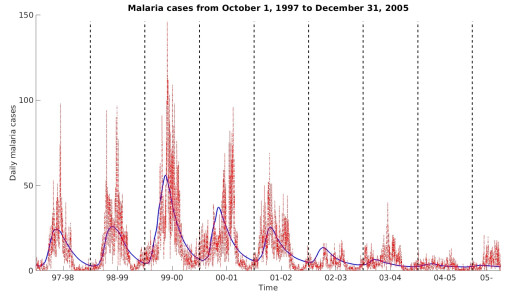 Malaria cases from October 1, 1997 to December 31, 2005
150
100
50
0
Daily malaria cases
97-98 98-99 99-00 00-01 01-02 02-03 03-04 04-05 05-
Time